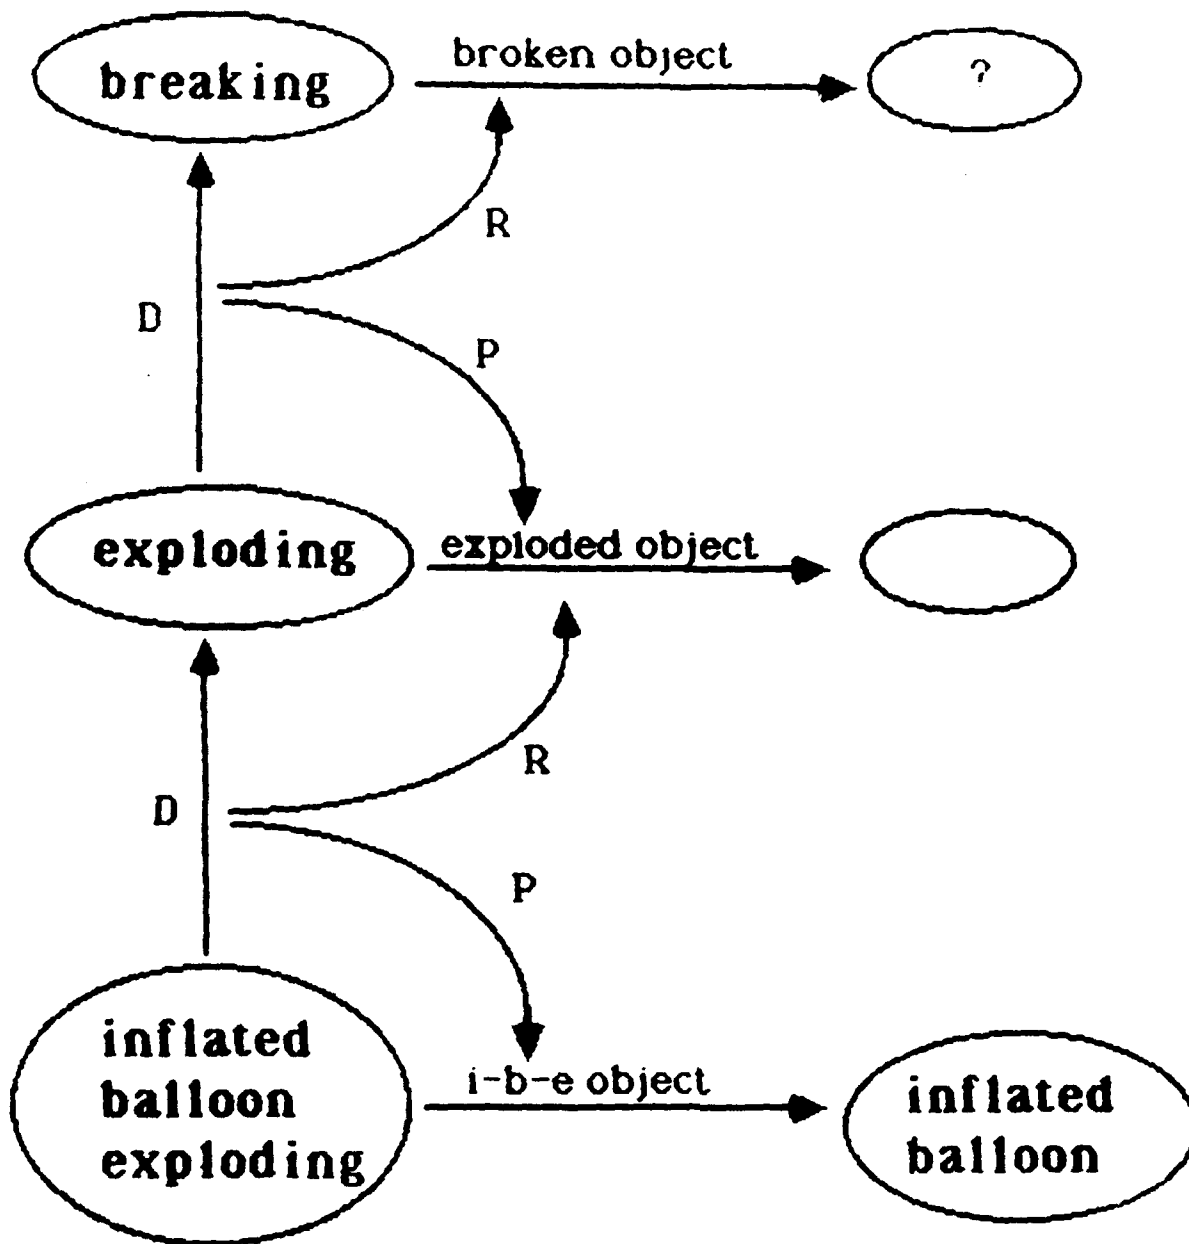 breaking
broken object
?
R
D
P
exploding
exploded object
R
D
P
inflated
balloon
exploding
i-b-e object
inflated
balloon